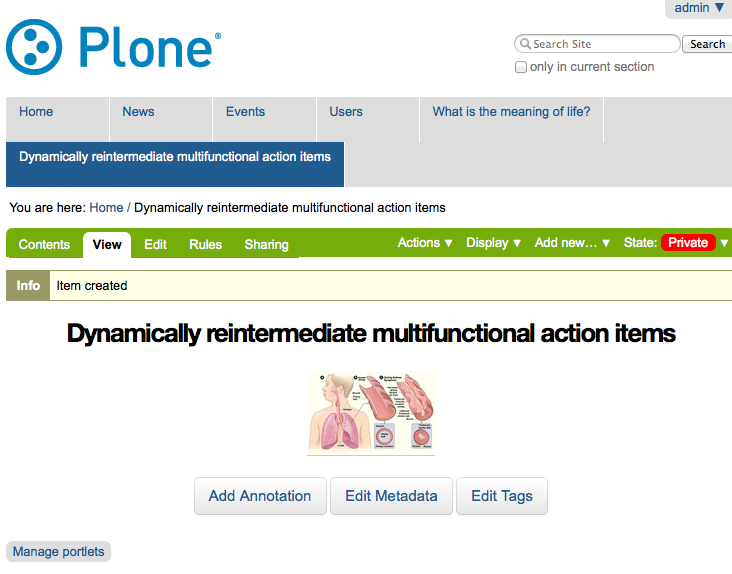 admin ▼
Plone®
Search Site
Search
only in current section
Home
News
Events
Users
What is the meaning of life?
Dynamically reintermediate multifunctional action items
You are here: Home / Dynamically reintermediate multifunctional action items
Contents
View
Edit
Rules
Sharing
Actions ▼
Display ▼
Add new... ▼
State: Private ▼
Info
Item created
Dynamically reintermediate multifunctional action items
Add Annotation
Edit Metadata
Edit Tags
Manage portlets